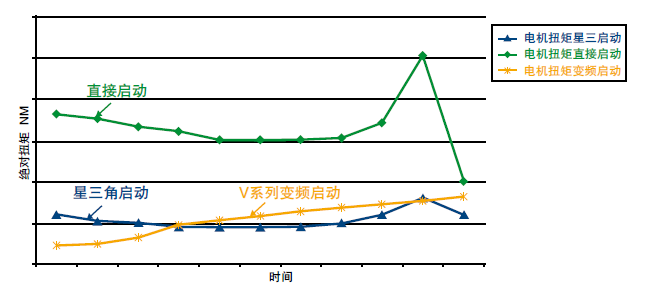 电机扭矩星三启动
电机扭矩直接启动
电机扭矩变频启动
直接启动
绝对扭矩 NM
星三角启动
V系列变频启动
时间